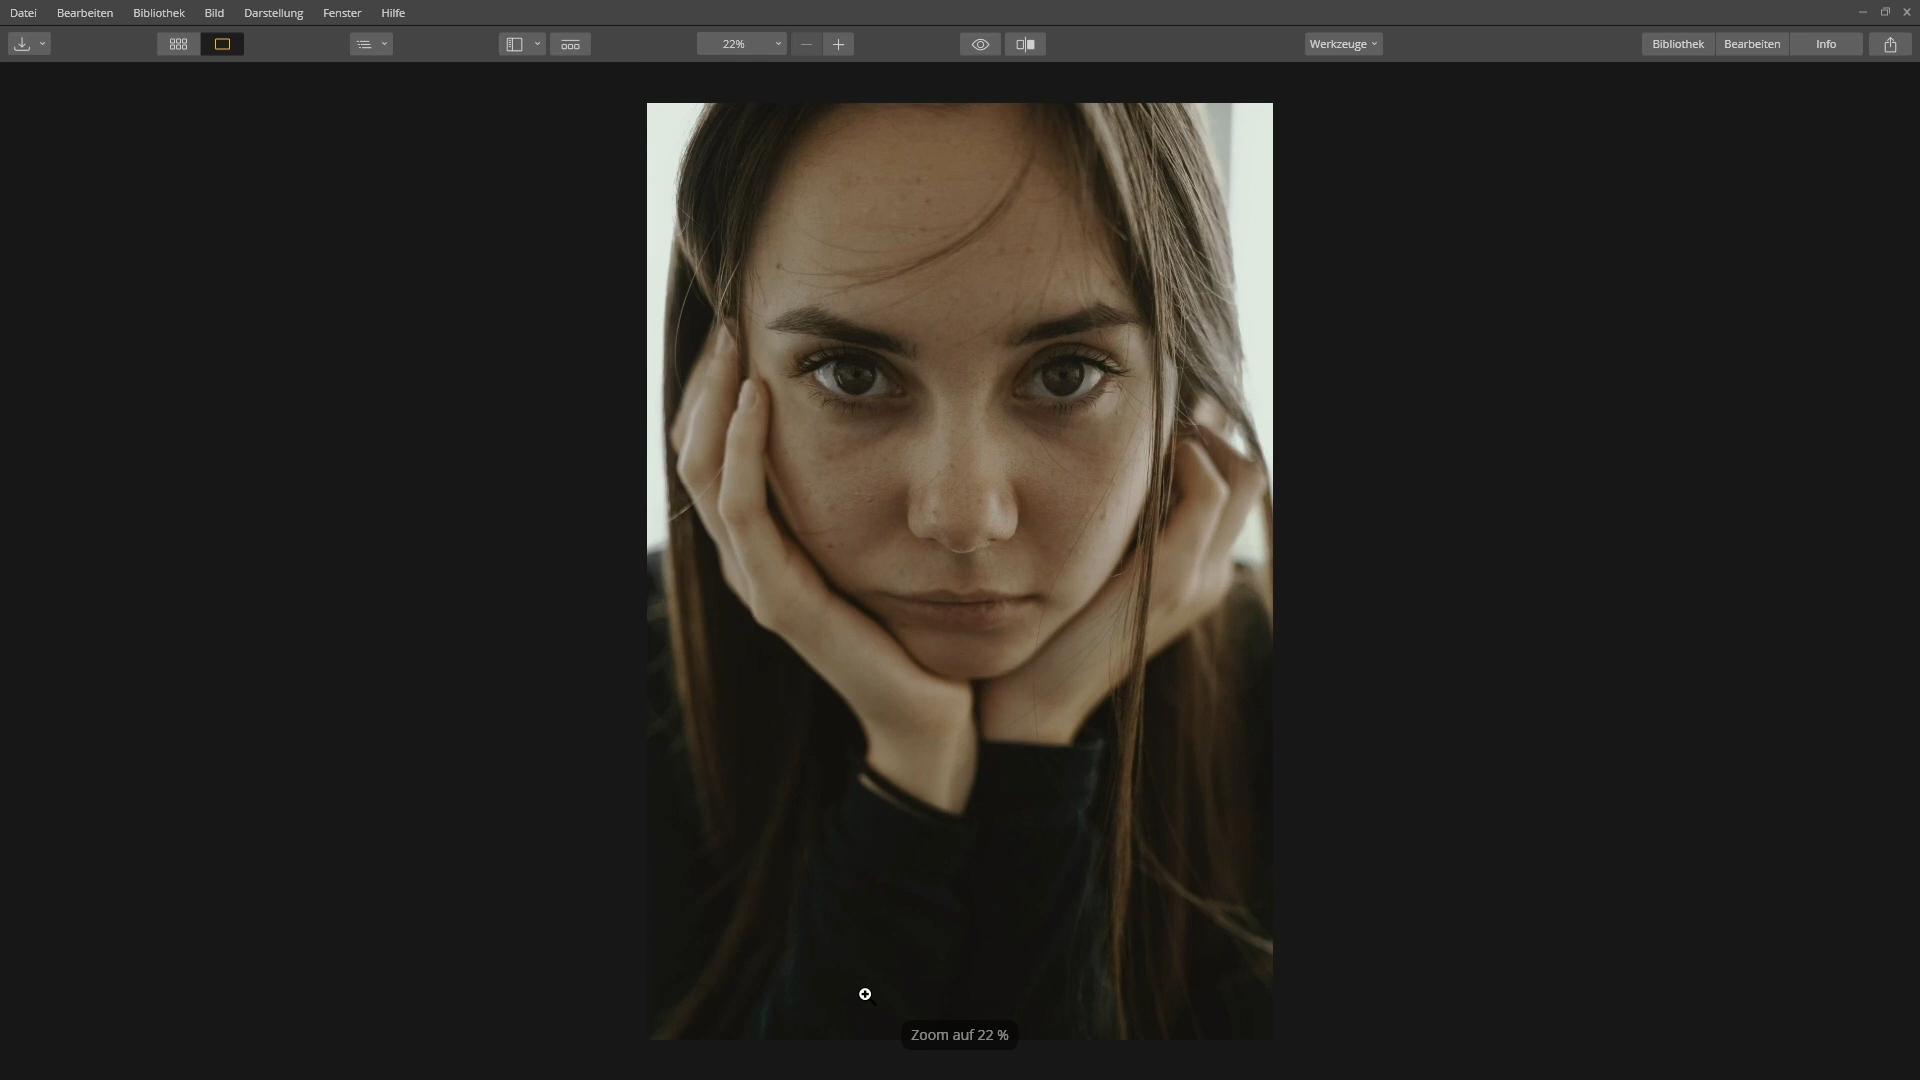 Datei Bearbeiten Bibliothek Bild Darstellung Fenster Hilfe
22% Werkzeuge Bibliothek Bearbeiten Info
Zoom auf 22 %